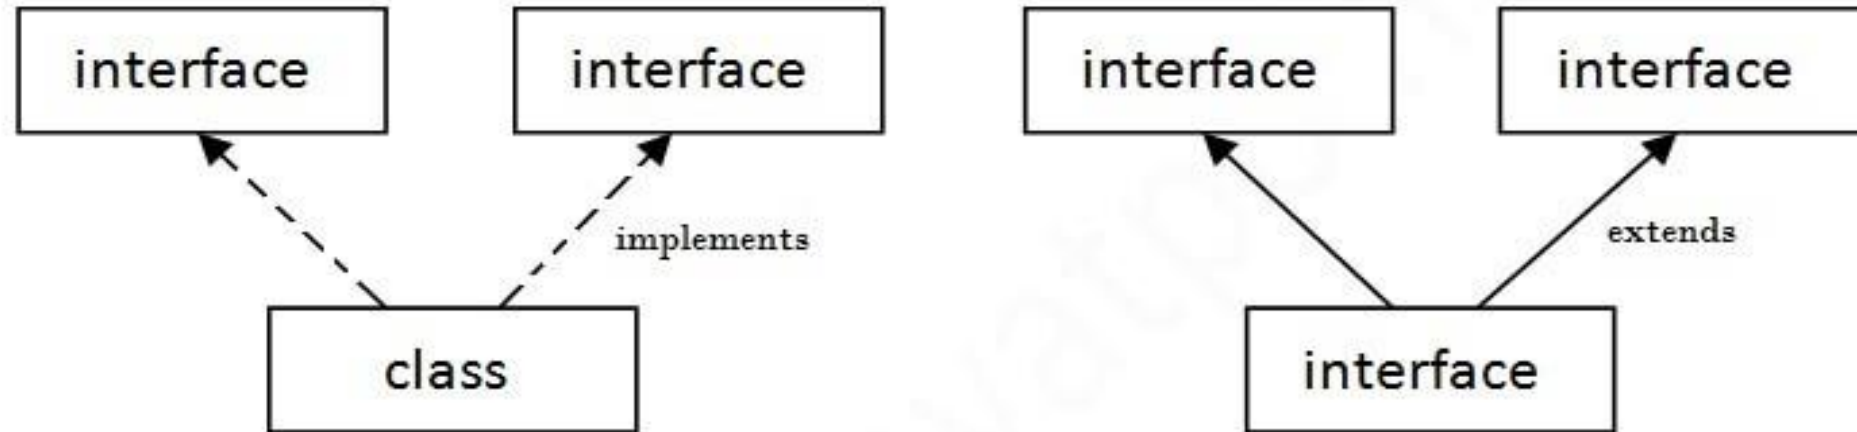 interface
interface
interface
interface
implements
extends
class
interface